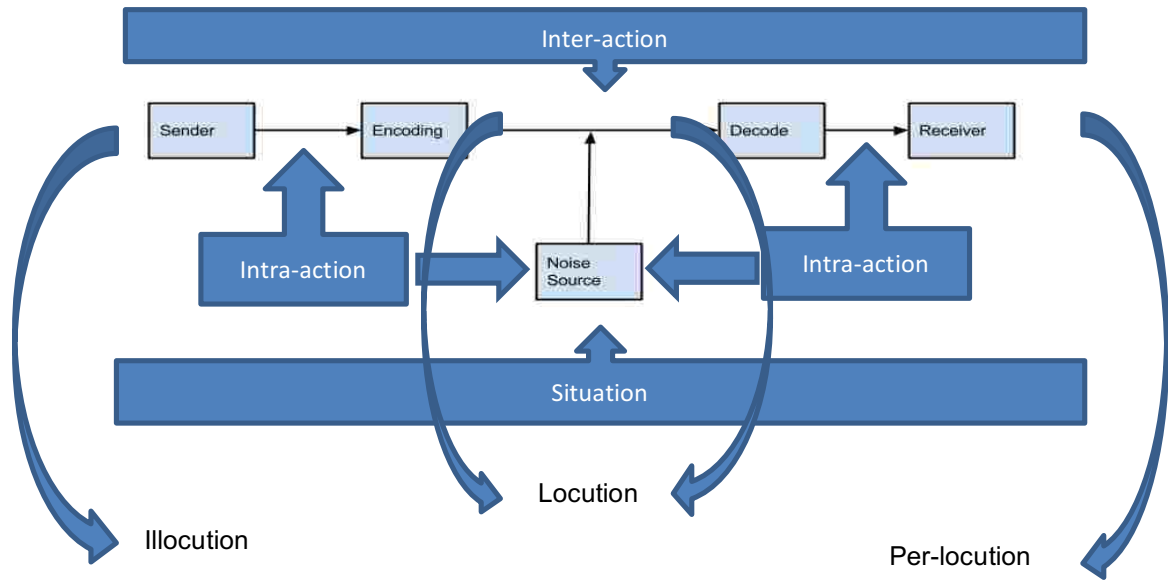 Inter-action
Sender
Encoding
Decode
Receiver
Intra-action
Noise
Source
Intra-action
Situation
Locution
Illocution
Per-locution